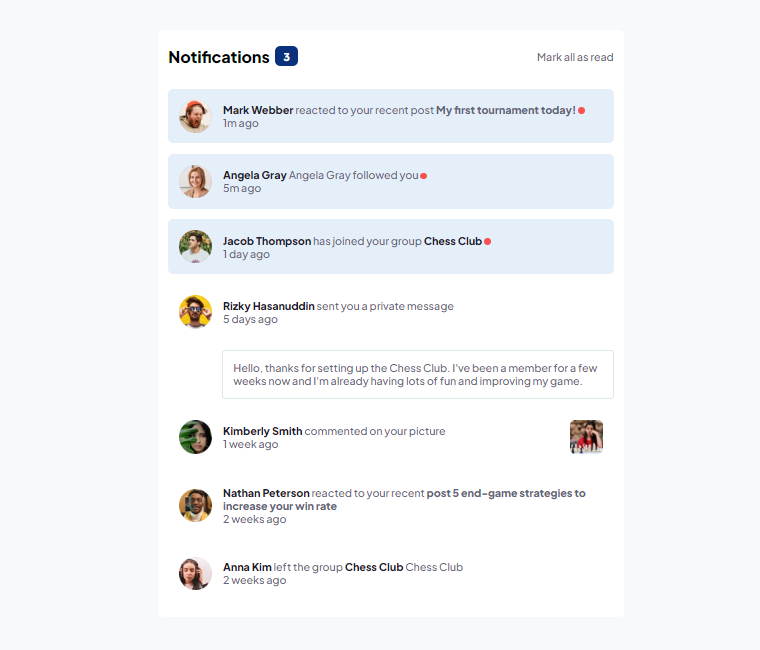 Notifications 3
Mark all as read
Mark Webber reacted to your recent post My first tournament today!
1m ago
Angela Gray Angela Gray followed you
5m ago
Jacob Thompson has joined your group Chess Club
1 day ago
Rizky Hasanuddin sent you a private message
5 days ago
Hello, thanks for setting up the Chess Club. I've been a member for a few
weeks now and I'm already having lots of fun and improving my game.
Kimberly Smith commented on your picture
1 week ago
Nathan Peterson reacted to your recent post 5 end-game strategies to
increase your win rate
2 weeks ago
Anna Kim left the group Chess Club Chess Club
2 weeks ago